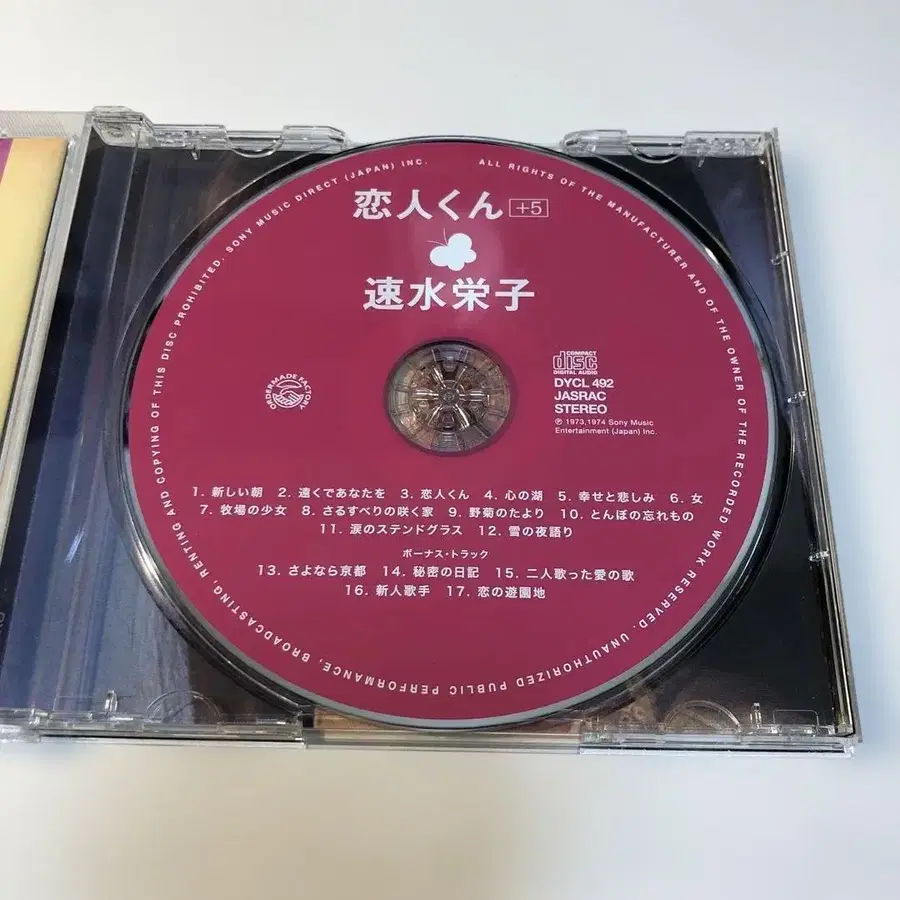 恋人くん +5
速水栄子
COMPACT
disc
DIGITAL AUDIO
DYCL 492
JASRAC
STEREO
℗ 1973,1974 Sony Music
Entertainment (Japan) Inc.
ORDERMADE FACTORY
1. 新しい朝 2. 遠くであなたを 3. 恋人くん 4. 心の湖 5. 幸せと悲しみ 6. 女
7. 牧場の少女 8. さるすべりの咲く家 9. 野菊のたより 10. とんぼの忘れもの
11. 涙のステンドグラス 12. 雪の夜語り
ボーナス・トラック
13. さよなら京都 14. 秘密の日記 15. 二人歌った愛の歌
16. 新人歌手 17. 恋の遊園地
ALL RIGHTS OF THE MANUFACTURER AND OF THE OWNER OF THE RECORDED WORK RESERVED. UNAUTHORIZED PUBLIC PERFORMANCE, BROADCASTING, RENTING AND COPYING OF THIS DISC PROHIBITED. SONY MUSIC DIRECT (JAPAN) INC.